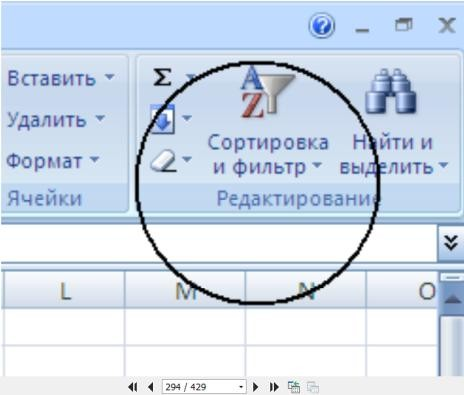 Вставить Σ
Удалить
Формат
Сортировка и фильтр
Найти и выделить
Ячейки Редактирование
L M N O
294 / 429